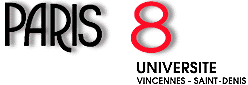 PARIS 8
UNIVERSITE
VINCENNES - SAINT-DENIS